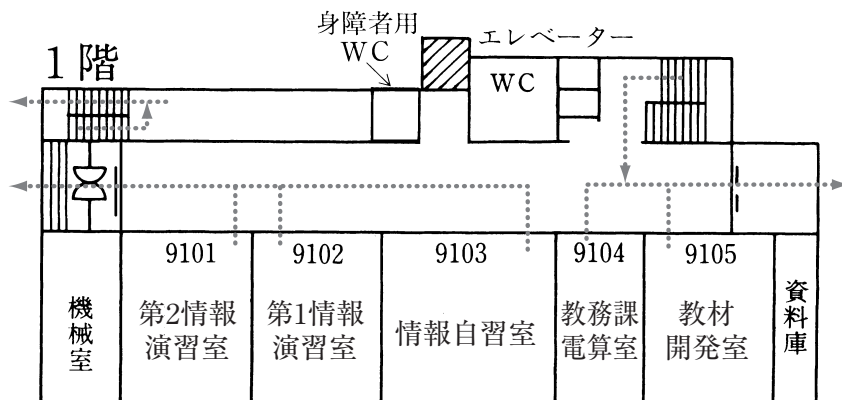 1階
身障者用
WC
エレベーター
WC
9101
9102
9103
9104
9105
機械室
第2情報
演習室
第1情報
演習室
情報自習室
教務課
電算室
教材
開発室
資料庫